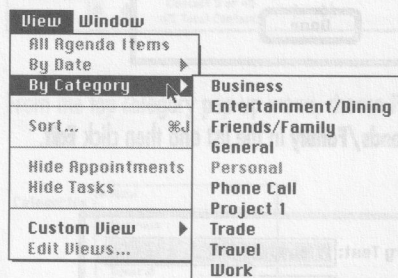 View Window
All Agenda Items
By Date
By Category
Sort... ⌘J
Hide Appointments
Hide Tasks
Custom View
Edit Views...
Business
Entertainment/Dining
Friends/Family
General
Personal
Phone Call
Project 1
Trade
Travel
Work